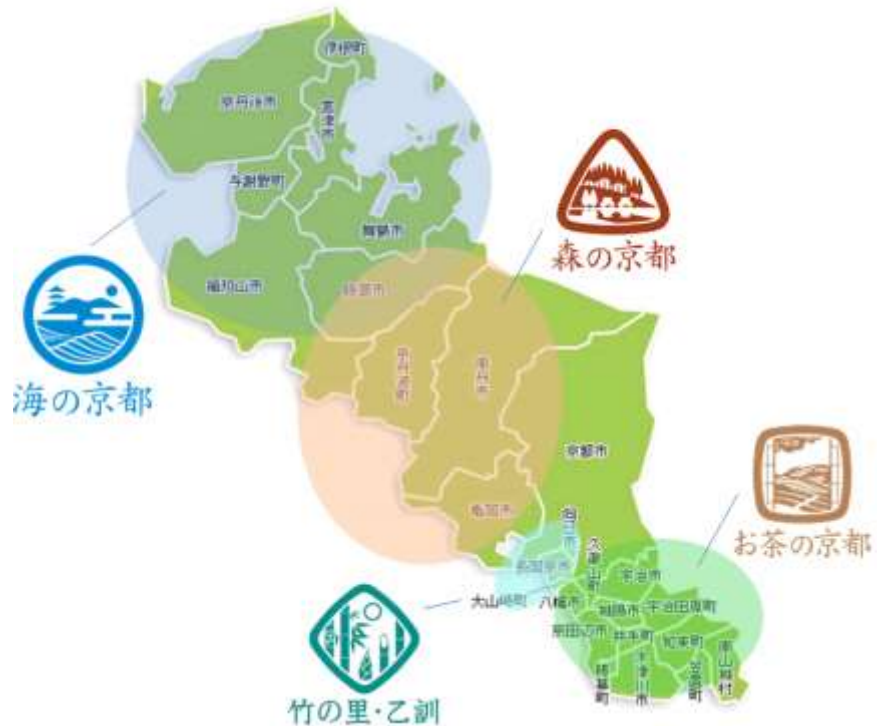 伊根町
京丹後市
宮津市
与謝野町
舞鶴市
福知山市
綾部市
森の京都
海の京都
京丹波町
南丹市
京都市
亀岡市
お茶の京都
向日市
長岡京市
久御山町
宇治市
大山崎町
八幡市
城陽市
宇治田原町
京田辺市
井手町
和束町
精華町
木津川市
笠置町
南山城村
竹の里・乙訓